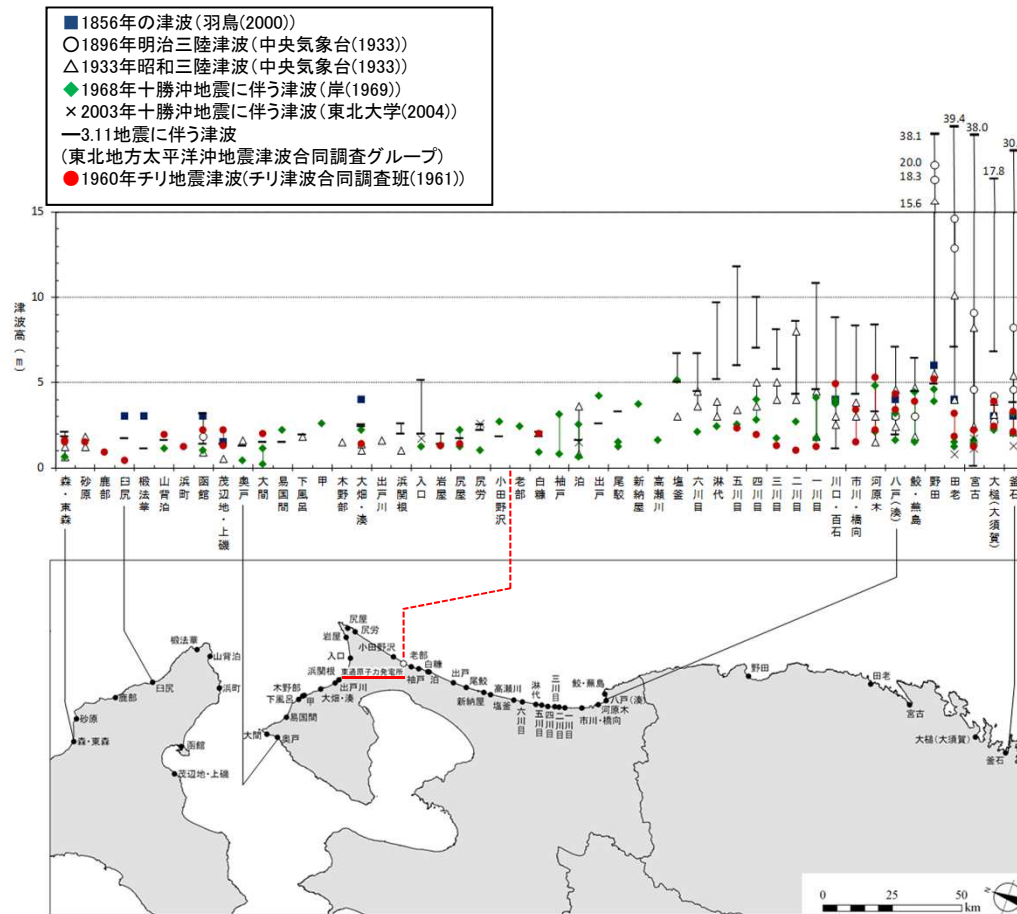 ■1856年の津波(羽鳥(2000))
○1896年明治三陸津波(中央気象台(1933))
△1933年昭和三陸津波(中央気象台(1933))
◆1968年十勝沖地震に伴う津波(岸(1969))
×2003年十勝沖地震に伴う津波(東北大学(2004))
ー3.11地震に伴う津波
(東北地方太平洋沖地震津波合同調査グループ)
●1960年チリ地震津波(チリ津波合同調査班(1961))
39.4
38.1
38.0
30.
20.0
18.3
17.8
15.6
15
10
5
0
津波高(m)
森・東森
砂原
鹿部
臼尻
椴法華
山背泊
浜町
函館
茂辺地・上磯
奥戸
大間
易国間
下風呂
甲
木野部
大畑・湊
出戸川
浜関根
入口
岩屋
尻屋
尻労
小田野沢
老部
白糠
袖戸
泊
出戸
尾駮
新納屋
高瀬川
塩釜
六川目
淋代
五川目
四川目
三川目
二川目
一川目
川口・百石
市川・橋向
河原木
八戸(湊)
鮫・蕪島
野田
田老
宮古
大槌(大須賀)
釜石
椴法華
山背泊
臼尻
鹿部
浜町
砂原
森・東森
函館
茂辺地・上磯
尻屋
尻労
岩屋
入口
小田野沢
浜関根
東通原子力発電所
老部
白糠
袖戸
泊
出戸
尾鮫
新納屋
高瀬川
塩釜
六川目
淋代
五川目
四川目
三川目
二川目
一川目
市川・橋向
河原木
八戸(湊)
鮫・蕪島
木野部
下風呂
甲
大畑・湊
出戸川
易国間
大間
奥戸
野田
田老
宮古
大槌(大須賀)
釜石
0 25 50
km
N